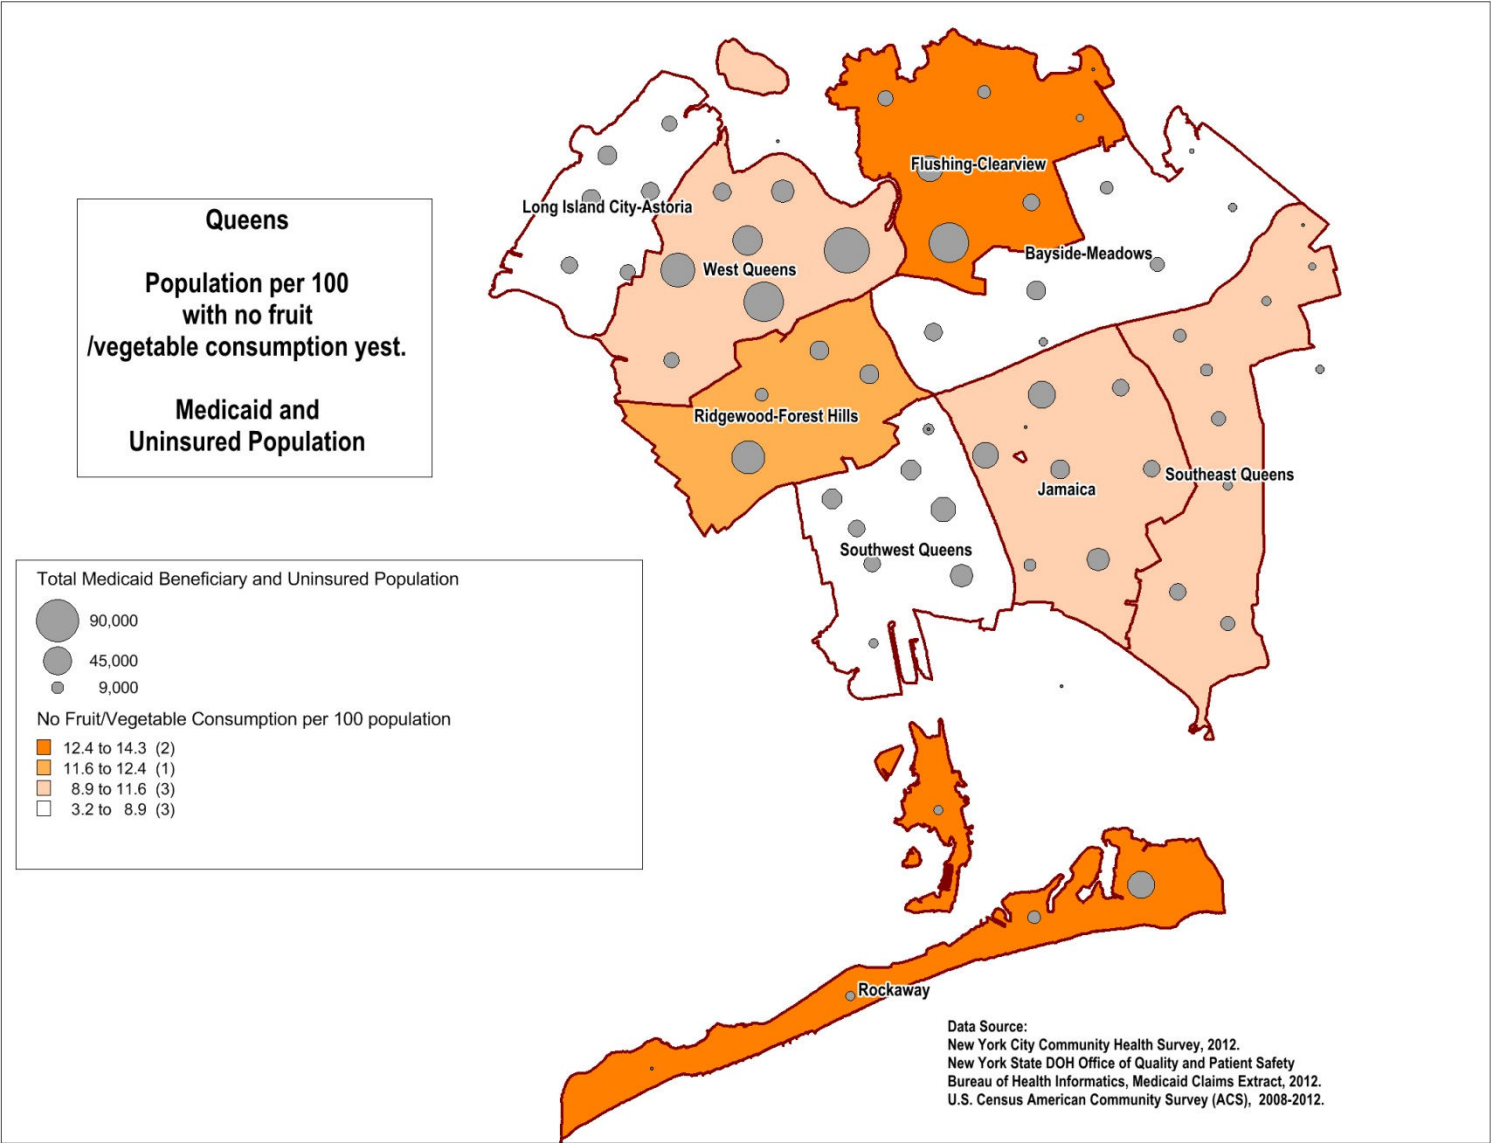 Queens
Population per 100
with no fruit
/vegetable consumption yest.
Medicaid and
Uninsured Population
Flushing-Clearview
Long Island City-Astoria
Bayside-Meadows
West Queens
Ridgewood-Forest Hills
Southeast Queens
Jamaica
Southwest Queens
Total Medicaid Beneficiary and Uninsured Population
90,000
45,000
9,000
No Fruit/Vegetable Consumption per 100 population
12.4 to 14.3 (2)
11.6 to 12.4 (1)
8.9 to 11.6 (3)
3.2 to 8.9 (3)
Rockaway
Data Source:
New York City Community Health Survey, 2012.
New York State DOH Office of Quality and Patient Safety
Bureau of Health Informatics, Medicaid Claims Extract, 2012.
U.S. Census American Community Survey (ACS), 2008-2012.